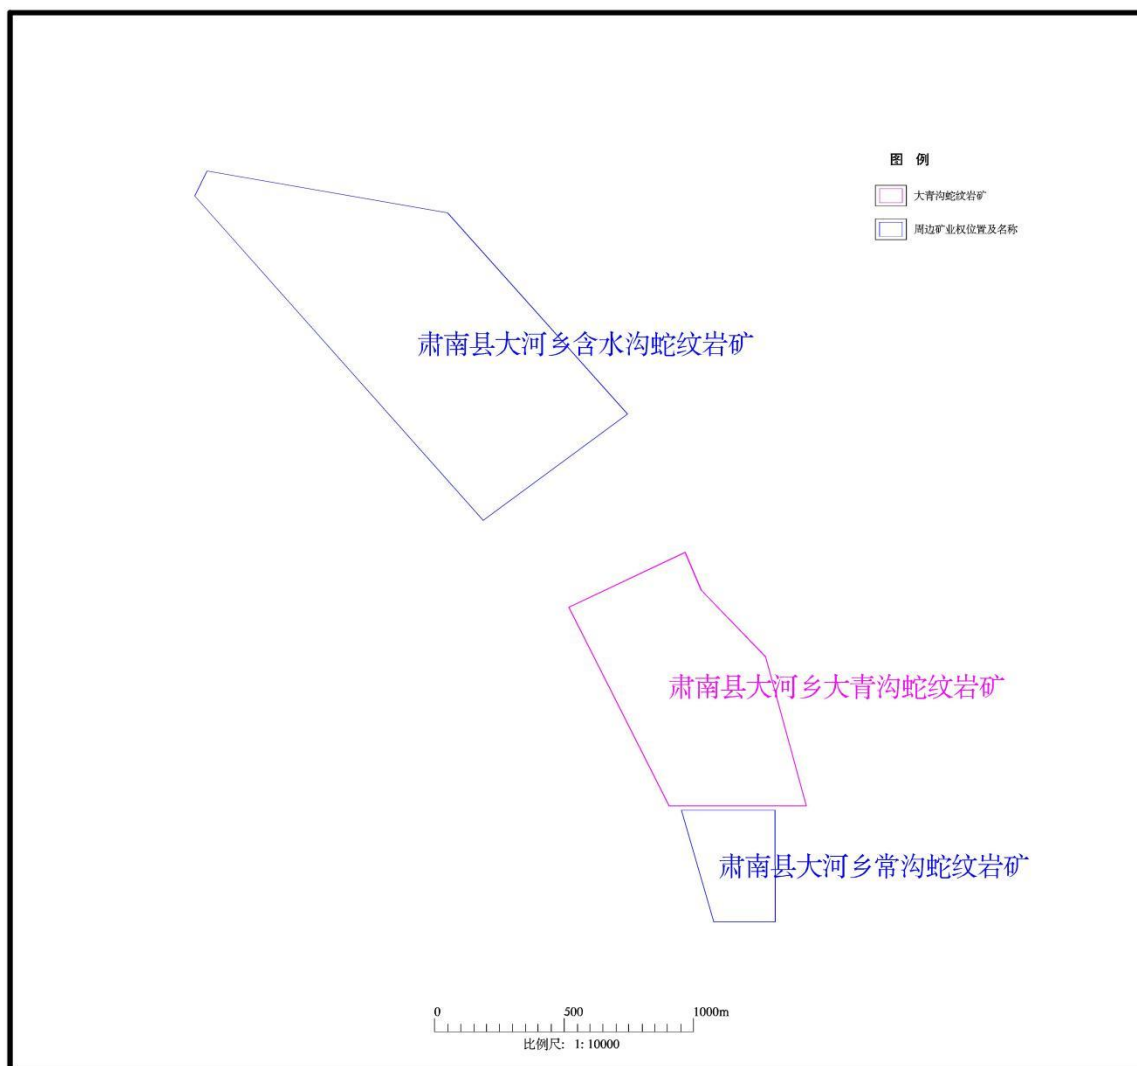 图 例
大青沟蛇纹岩矿
周边矿业权位置及名称
肃南县大河乡含水沟蛇纹岩矿
肃南县大河乡大青沟蛇纹岩矿
肃南县大河乡常沟蛇纹岩矿
0 500 1000m
比例尺: 1: 10000